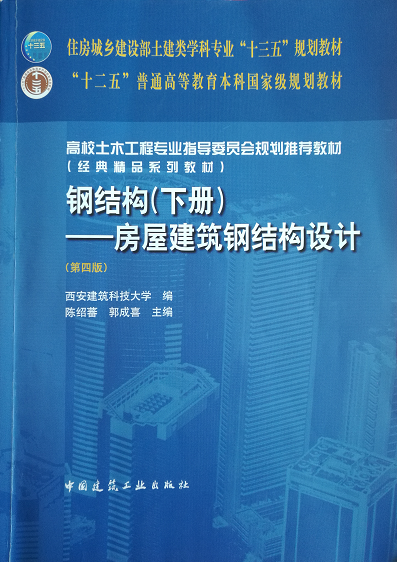 十三五
住房城乡建设部土建类学科专业“十三五”规划教材
“十二五”普通高等教育本科国家级规划教材
高校土木工程专业指导委员会规划推荐教材
（经典精品系列教材）
钢结构（下册）
——房屋建筑钢结构设计
（第四版）
西安建筑科技大学 编
陈绍蕃 郭成喜 主编
中国建筑工业出版社